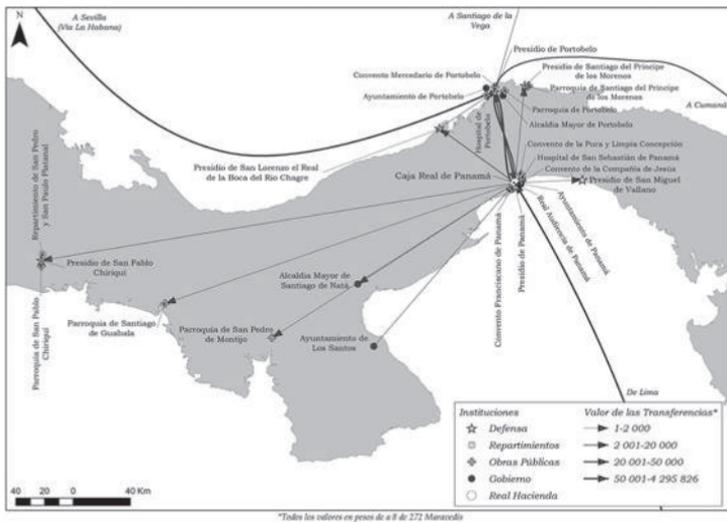 A Sevilla
(Vía La Habana)
A Santiago de la
Vega
N
Presidio de Portobelo
Convento Mercedario de Portobelo
Presidio de Santiago del Príncipe
de los Morenos
Ayuntamiento de Portobelo
Parroquia de Santiago del Príncipe
de los Morenos
A Cumaná
Parroquia de Portobelo
Alcaldía Mayor de Portobelo
Hospital de
Portobelo
Convento de la Pura y Limpia Concepción
Hospital de San Sebastián de Panamá
Convento de la Compañía de Jesús
Presidio de San Lorenzo el Real
de la Boca del Río Chagre
Caja Real de Panamá
Presidio de San Miguel
de Vallano
Repartimiento de San Pedro
y San Paulo Platanal
Ayuntamiento de
Panamá
Real Audiencia de
Panamá
Presidio de Panamá
Convento Franciscano de Panamá
Presidio de San Pablo
Chiriquí
Alcaldía Mayor de
Santiago de Natá
Parroquia de San Pablo
Chiriquí
Parroquia de Santiago
de Guabala
Parroquia de San Pedro
de Montijo
Ayuntamiento de
Los Santos
De Lima
Instituciones
Valor de las Transferencias*
Defensa
1-2 000
Repartimientos
2 001-20 000
Obras Públicas
20 001-50 000
Gobierno
50 001-4 295 826
Real Hacienda
40 20 0 40 Km
*Todos los valores en pesos de a 8 de 272 Maravedís